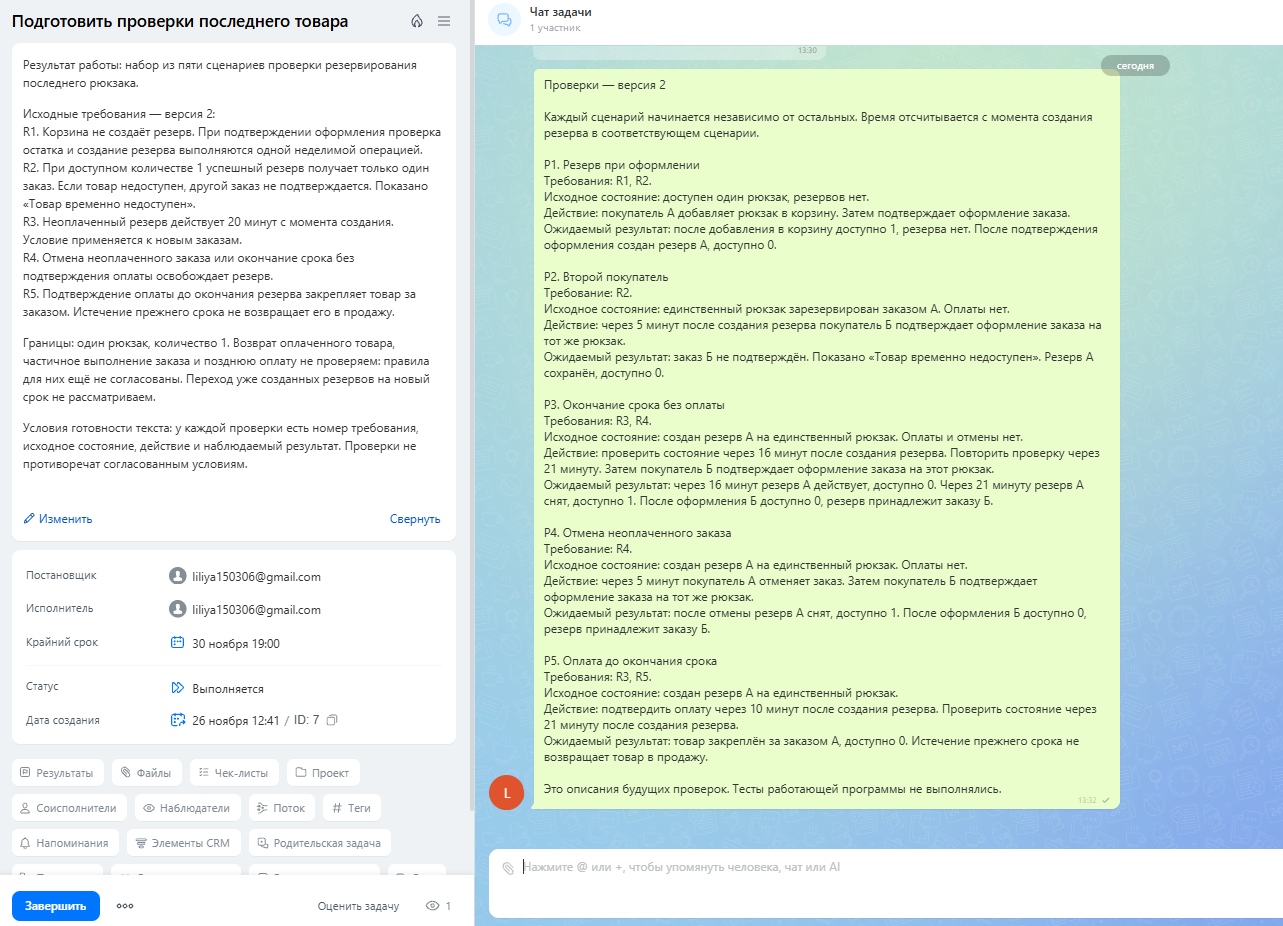 Подготовить проверки последнего товара
Результат работы: набор из пяти сценариев проверки резервирования
последнего рюкзака.
Исходные требования — версия 2:
R1. Корзина не создаёт резерв. При подтверждении оформления проверка
остатка и создание резерва выполняются одной неделимой операцией.
R2. При доступном количестве 1 успешный резерв получает только один
заказ. Если товар недоступен, другой заказ не подтверждается. Показано
«Товар временно недоступен».
R3. Неоплаченный резерв действует 20 минут с момента создания.
Условие применяется к новым заказам.
R4. Отмена неоплаченного заказа или окончание срока без
подтверждения оплаты освобождает резерв.
R5. Подтверждение оплаты до окончания резерва закрепляет товар за
заказом. Истечение прежнего срока не возвращает его в продажу.
Границы: один рюкзак, количество 1. Возврат оплаченного товара,
частичное выполнение заказа и позднюю оплату не проверяем: правила
для них ещё не согласованы. Переход уже созданных резервов на новый
срок не рассматриваем.
Условия готовности текста: у каждой проверки есть номер требования,
исходное состояние, действие и наблюдаемый результат. Проверки не
противоречат согласованным условиям.
Изменить
Свернуть
Постановщик
liliya150306@gmail.com
Исполнитель
liliya150306@gmail.com
Крайний срок
30 ноября 19:00
Статус
Выполняется
Дата создания
26 ноября 12:41 / ID: 7
Результаты
Файлы
Чек-листы
Проект
Соисполнители
Наблюдатели
Поток
Теги
Напоминания
Элементы CRM
Родительская задача
Завершить
Оценить задачу
1
Чат задачи
1 участник
13:30
сегодня
Проверки — версия 2
Каждый сценарий начинается независимо от остальных. Время отсчитывается с момента создания
резерва в соответствующем сценарии.
P1. Резерв при оформлении
Требования: R1, R2.
Исходное состояние: доступен один рюкзак, резервов нет.
Действие: покупатель А добавляет рюкзак в корзину. Затем подтверждает оформление заказа.
Ожидаемый результат: после добавления в корзину доступно 1, резерва нет. После подтверждения
оформления создан резерв А, доступно 0.
P2. Второй покупатель
Требование: R2.
Исходное состояние: единственный рюкзак зарезервирован заказом А. Оплаты нет.
Действие: через 5 минут после создания резерва покупатель Б подтверждает оформление заказа на
тот же рюкзак.
Ожидаемый результат: заказ Б не подтверждён. Показано «Товар временно недоступен». Резерв А
сохранён, доступно 0.
P3. Окончание срока без оплаты
Требования: R3, R4.
Исходное состояние: создан резерв А на единственный рюкзак. Оплаты и отмены нет.
Действие: проверить состояние через 16 минут после создания резерва. Повторить проверку через
21 минуту. Затем покупатель Б подтверждает оформление заказа на этот рюкзак.
Ожидаемый результат: через 16 минут резерв А действует, доступно 0. Через 21 минуту резерв А
снят, доступно 1. После оформления Б доступно 0, резерв принадлежит заказу Б.
P4. Отмена неоплаченного заказа
Требование: R4.
Исходное состояние: создан резерв А на единственный рюкзак. Оплаты нет.
Действие: через 5 минут покупатель А отменяет заказ. Затем покупатель Б подтверждает
оформление заказа на тот же рюкзак.
Ожидаемый результат: после отмены резерв А снят, доступно 1. После оформления Б доступно 0,
резерв принадлежит заказу Б.
P5. Оплата до окончания срока
Требования: R3, R5.
Исходное состояние: создан резерв А на единственный рюкзак.
Действие: подтвердить оплату через 10 минут после создания резерва. Проверить состояние через
21 минуту после создания резерва.
Ожидаемый результат: товар закреплён за заказом А, доступно 0. Истечение прежнего срока не
возвращает товар в продажу.
Это описания будущих проверок. Тесты работающей программы не выполнялись.
13:32
L
Нажмите @ или +, чтобы упомянуть человека, чат или AI